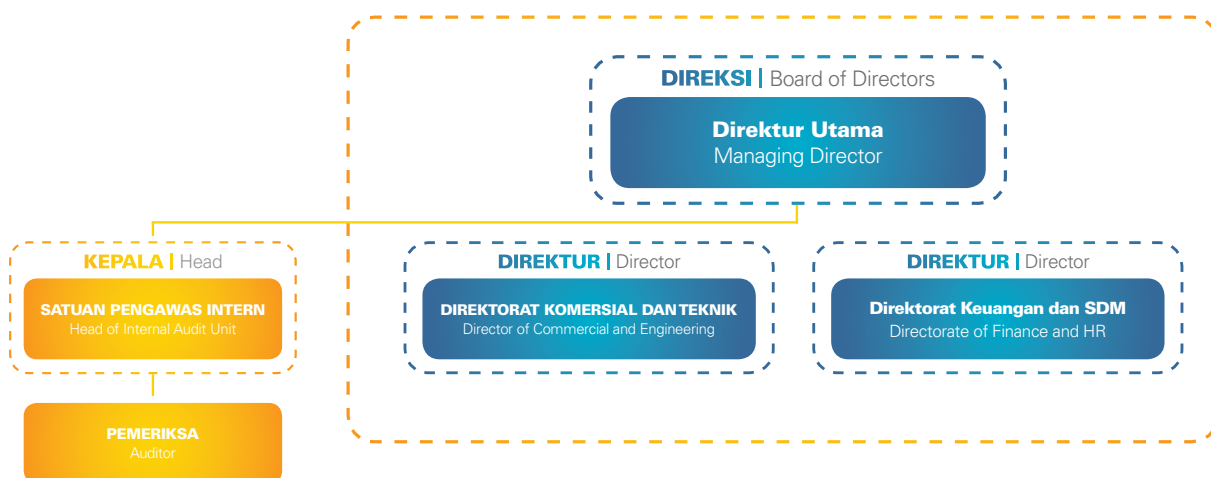 DIREKSI | Board of Directors
Direktur Utama
Managing Director
KEPALA | Head
SATUAN PENGAWAS INTERN
Head of Internal Audit Unit
PEMERIKSA
Auditor
DIREKTUR | Director
DIREKTORAT KOMERSIAL DAN TEKNIK
Director of Commercial and Engineering
DIREKTUR | Director
Direktorat Keuangan dan SDM
Directorate of Finance and HR